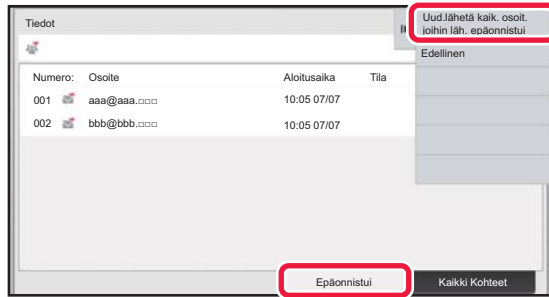 Tiedot
Uud.lähetä kaik. osoit.
joihin läh. epäonnistui
Edellinen
Numero: Osoite Aloitusaika Tila
001 aaa@aaa.□□□ 10:05 07/07
002 bbb@bbb.□□□ 10:05 07/07
Epäonnistui Kaikki Kohteet